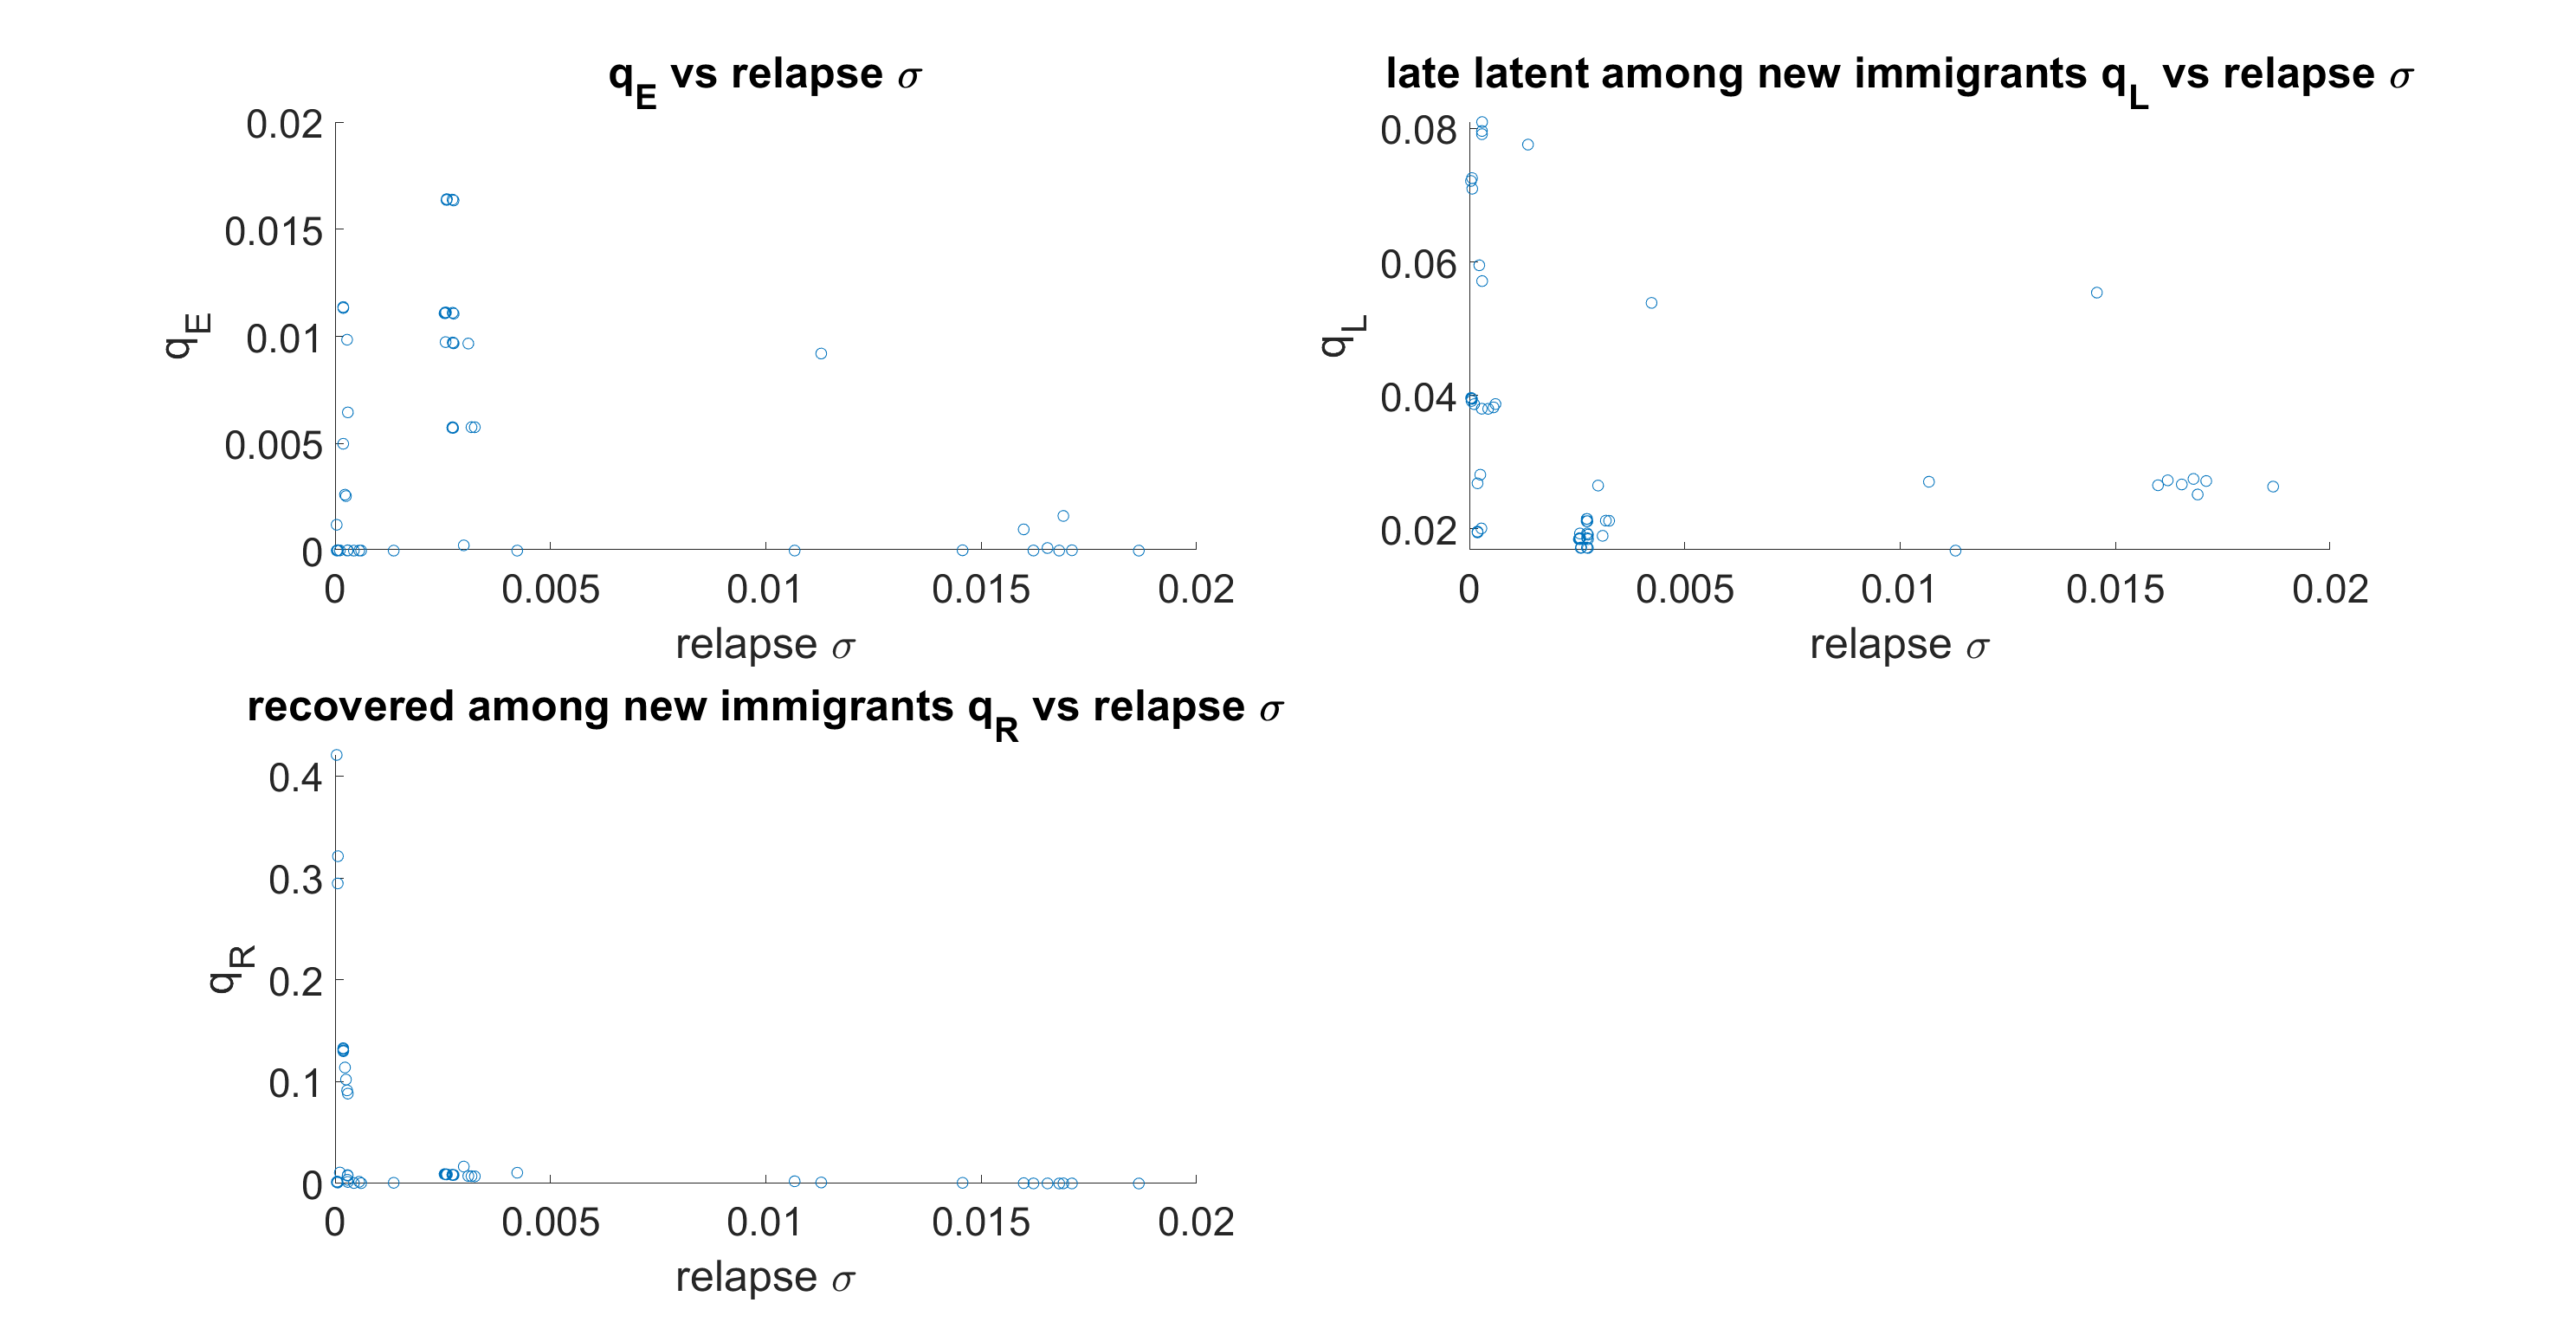 q_E vs relapse σ
0.02
0.015
0.01
0.005
0
q_E
0 0.005 0.01 0.015 0.02
relapse σ
late latent among new immigrants q_L vs relapse σ
0.08
0.06
0.04
0.02
q_L
0 0.005 0.01 0.015 0.02
relapse σ
recovered among new immigrants q_R vs relapse σ
0.4
0.3
0.2
0.1
0
q_R
0 0.005 0.01 0.015 0.02
relapse σ